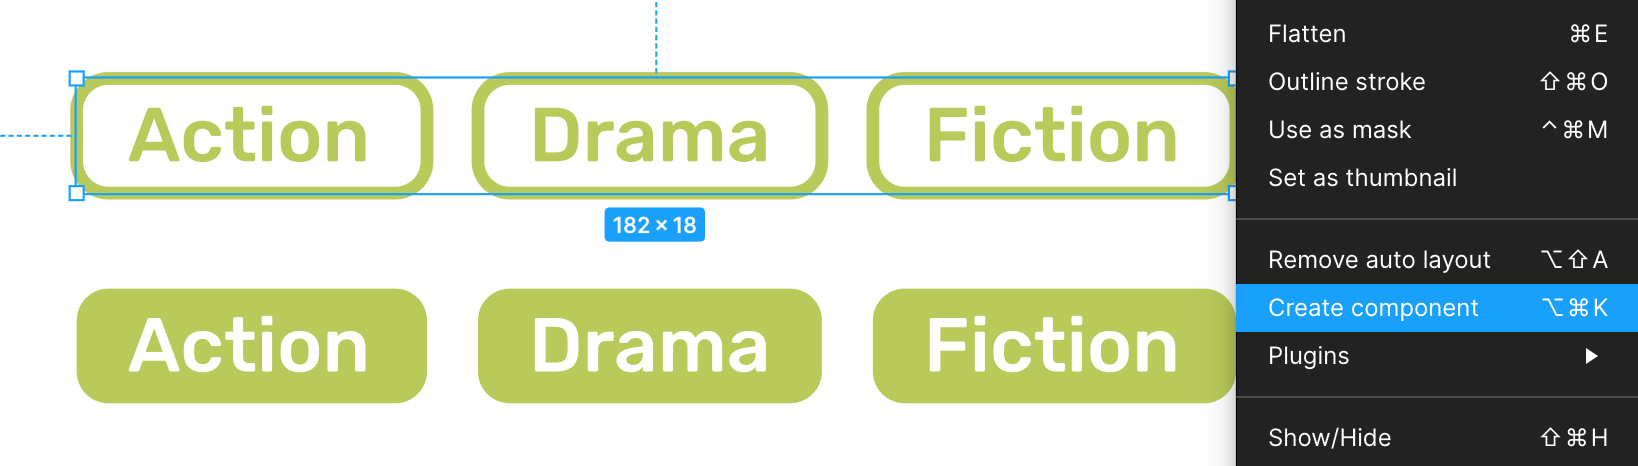 Action Drama Fiction
182 × 18
Action Drama Fiction
Flatten ⌘E
Outline stroke ⇧⌘O
Use as mask ^⌘M
Set as thumbnail
Remove auto layout ⌥⇧A
Create component ⌥⌘K
Plugins
Show/Hide ⇧⌘H